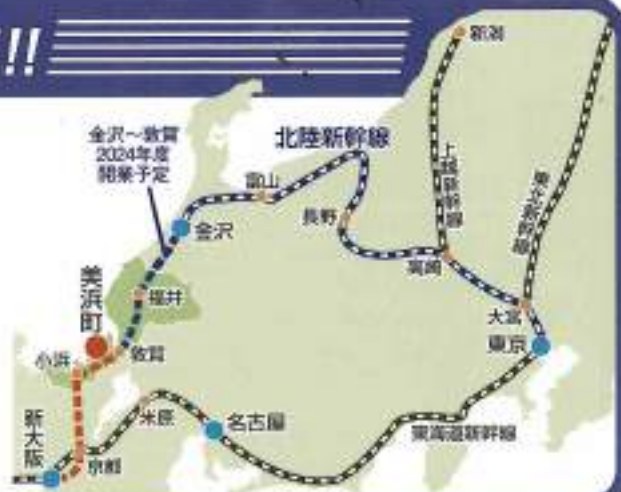 !!
新潟
金沢～敦賀
2024年度
開業予定
北陸新幹線
上越新幹線
東北新幹線
富山
長野
金沢
高崎
美浜町
福井
大宮
小浜
敦賀
東京
新大阪
米原
名古屋
東海道新幹線
京都